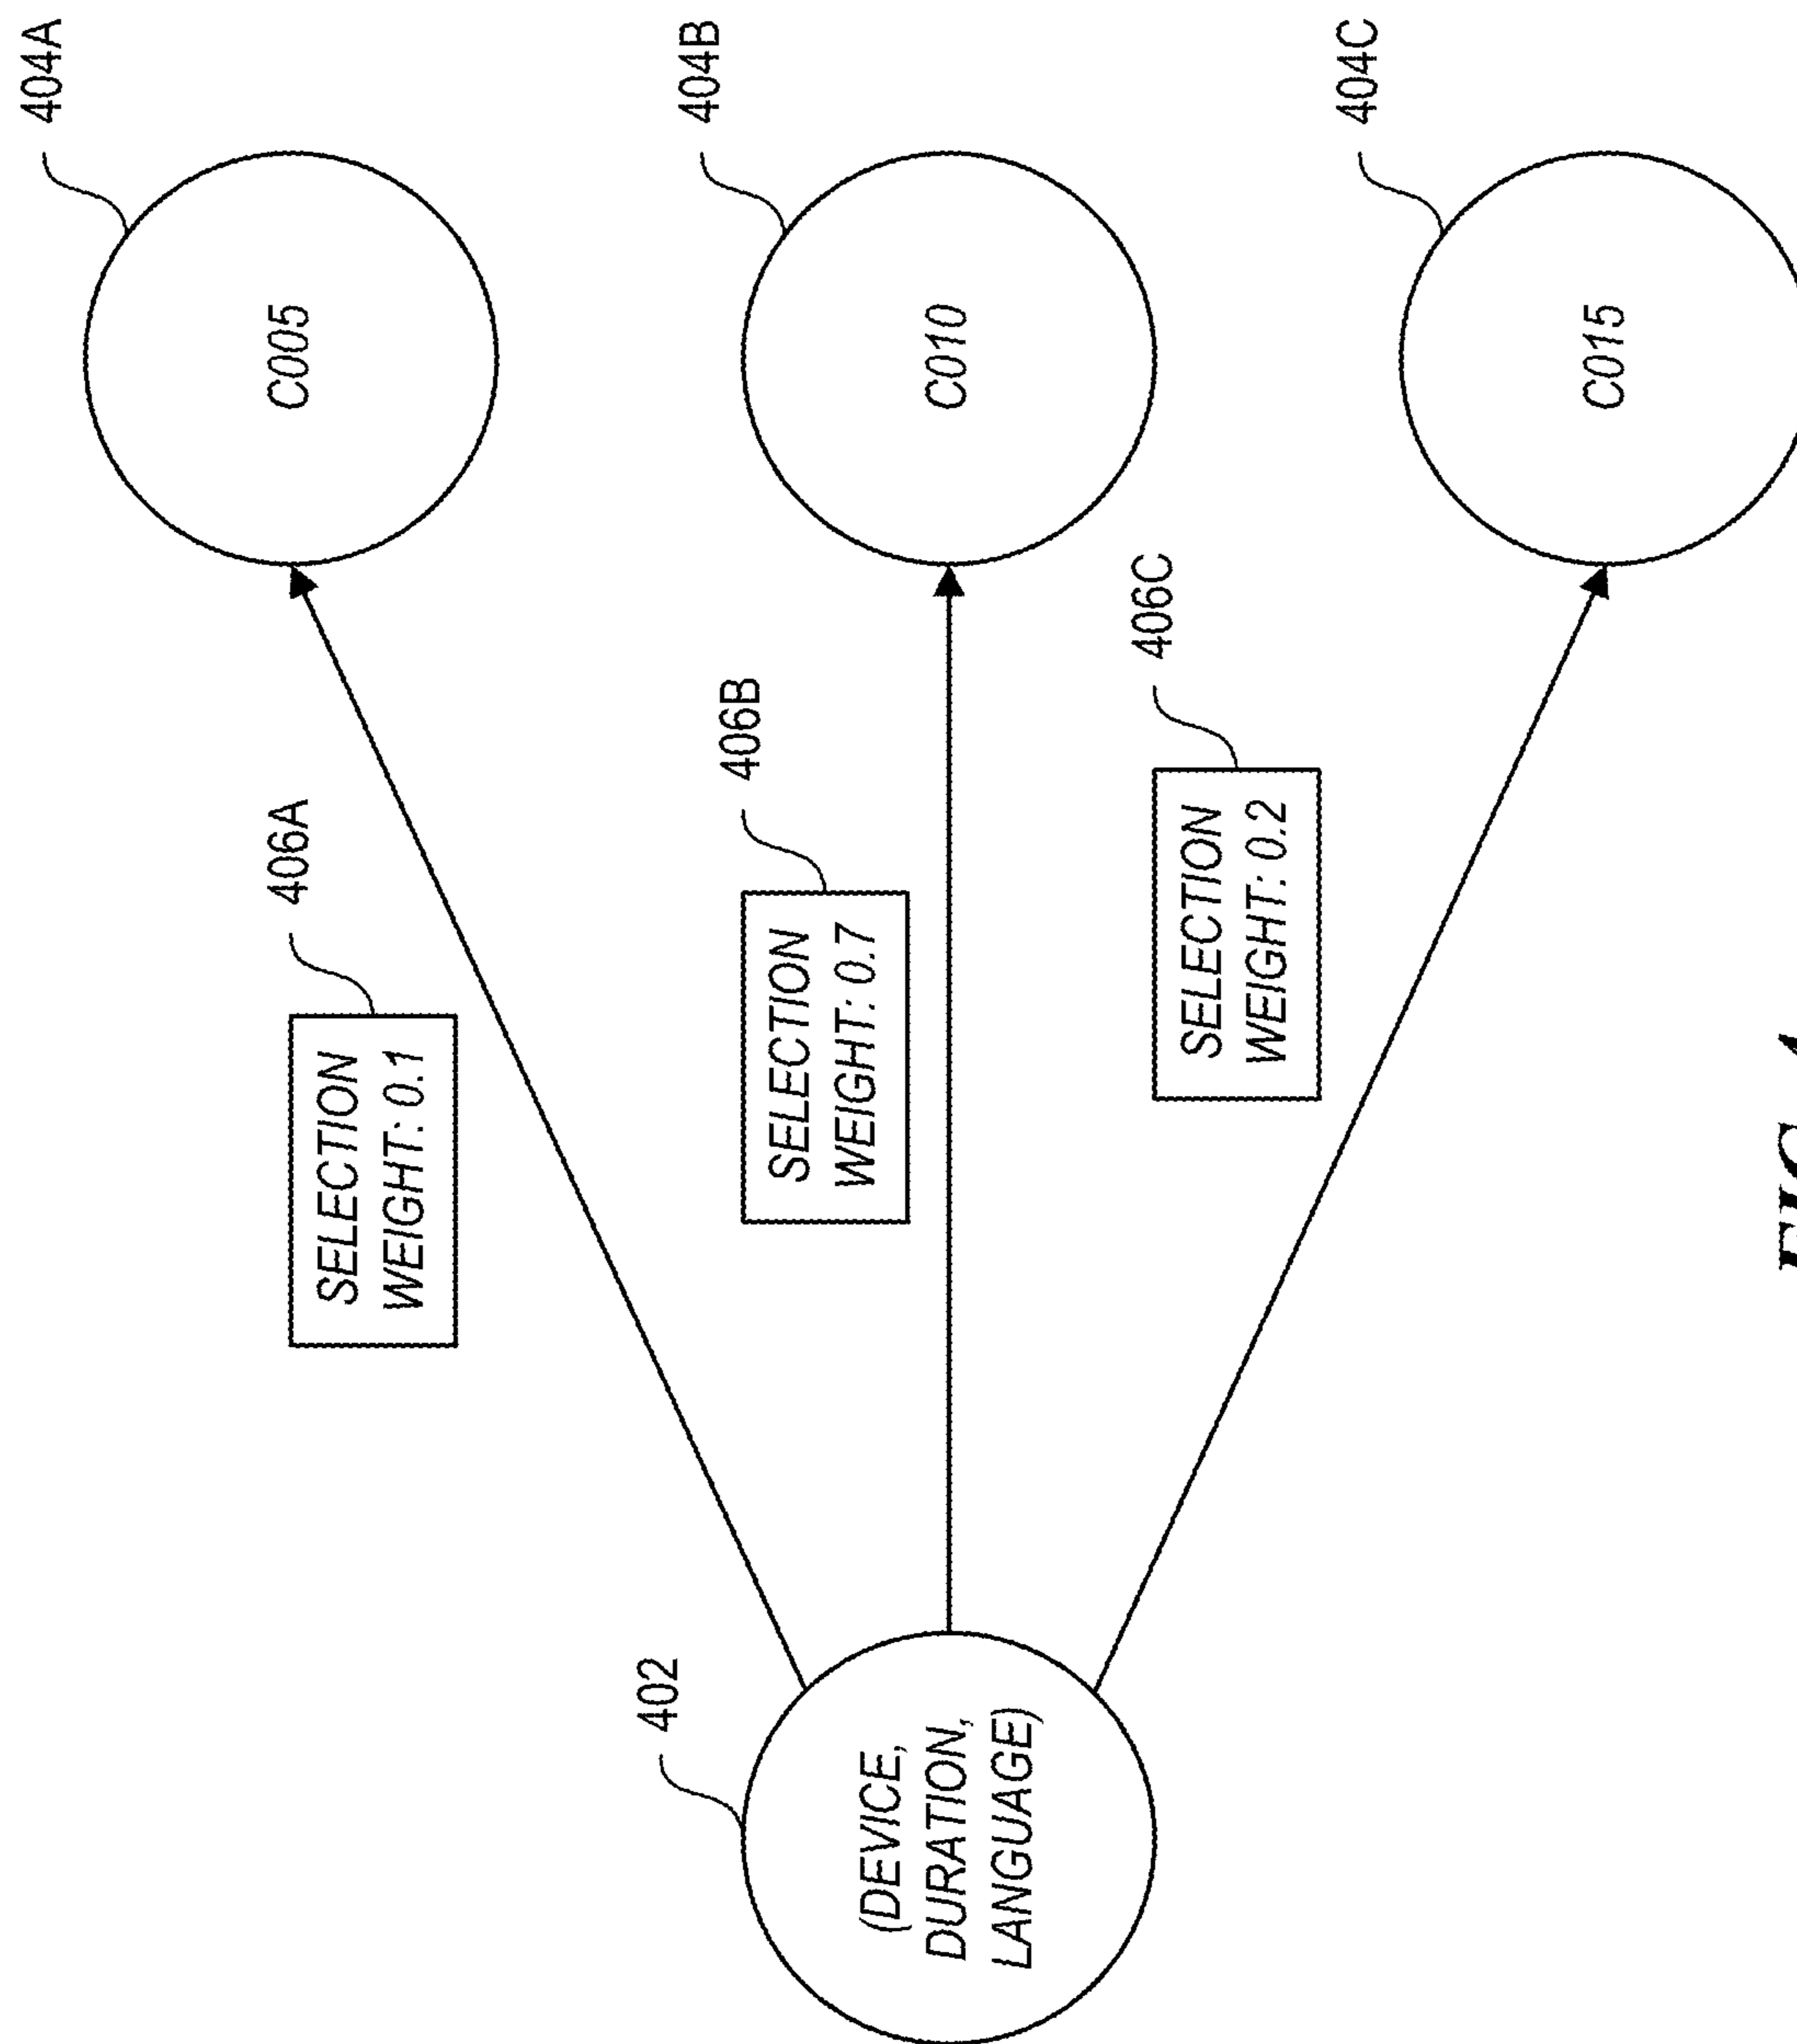 404A
406A
C005
SELECTION
WEIGHT: 0.1
402
404B
406B
SELECTION
WEIGHT: 0.7
(DEVICE,
DURATION,
LANGUAGE)
C010
406C
SELECTION
WEIGHT: 0.2
404C
C015